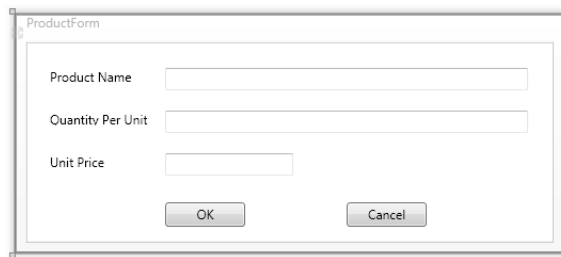 ProductForm
Product Name
Quantity Per Unit
Unit Price
OK Cancel